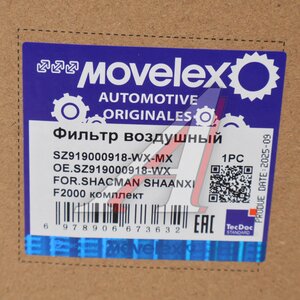 movelex
AUTOMOTIVE
ORIGINALES
Фильтр воздушный
SZ919000918-WX-MX 1PC
OE.SZ919000918-WX
FOR.SHACMAN SHAANXI
F2000 комплект
6 978906 673632
EAC
TecDoc
STANDARD
PRODUVE DATE 2025-09